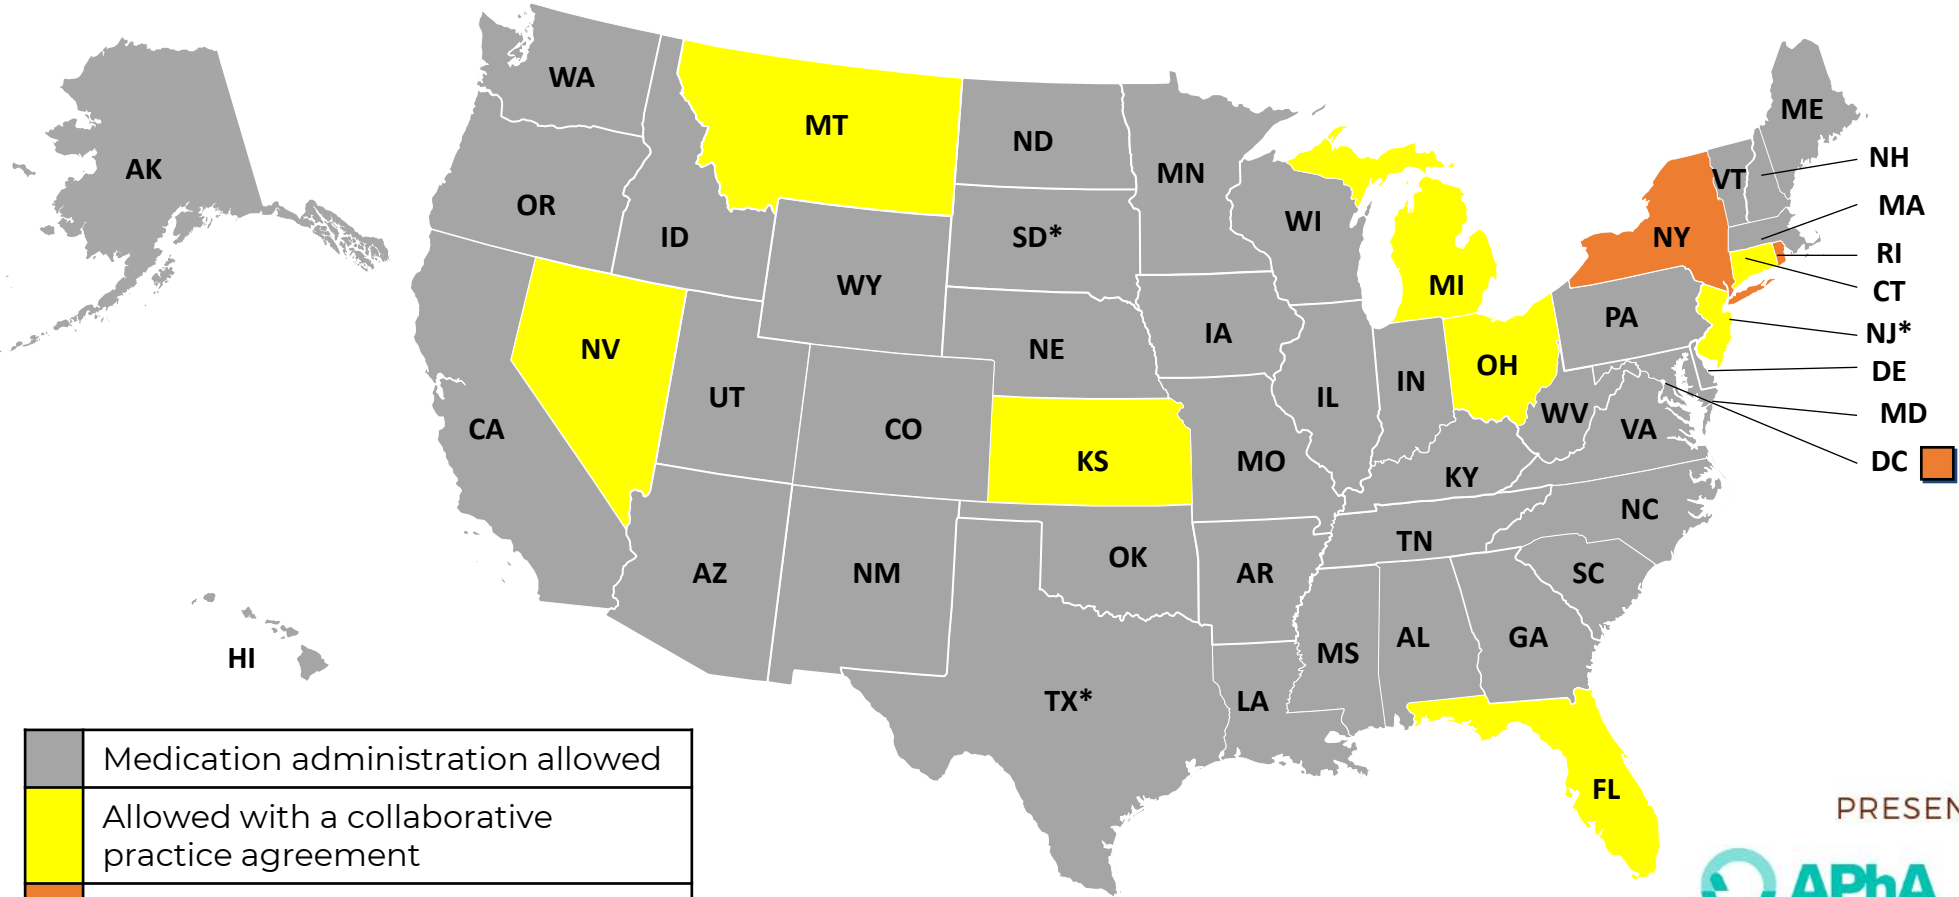 WA
MT
ND
MN
ME
AK
OR
ID
SD*
WI
VT
NH
MA
NY
RI
WY
MI
CT
PA
NJ*
NV
NE
IA
OH
DE
UT
IN
IL
WV
MD
CA
CO
VA
KS
MO
KY
DC
NC
TN
AZ
NM
OK
AR
SC
HI
MS
AL
GA
TX*
LA
FL
Medication administration allowed
Allowed with a collaborative
practice agreement
PRESEN
APhA